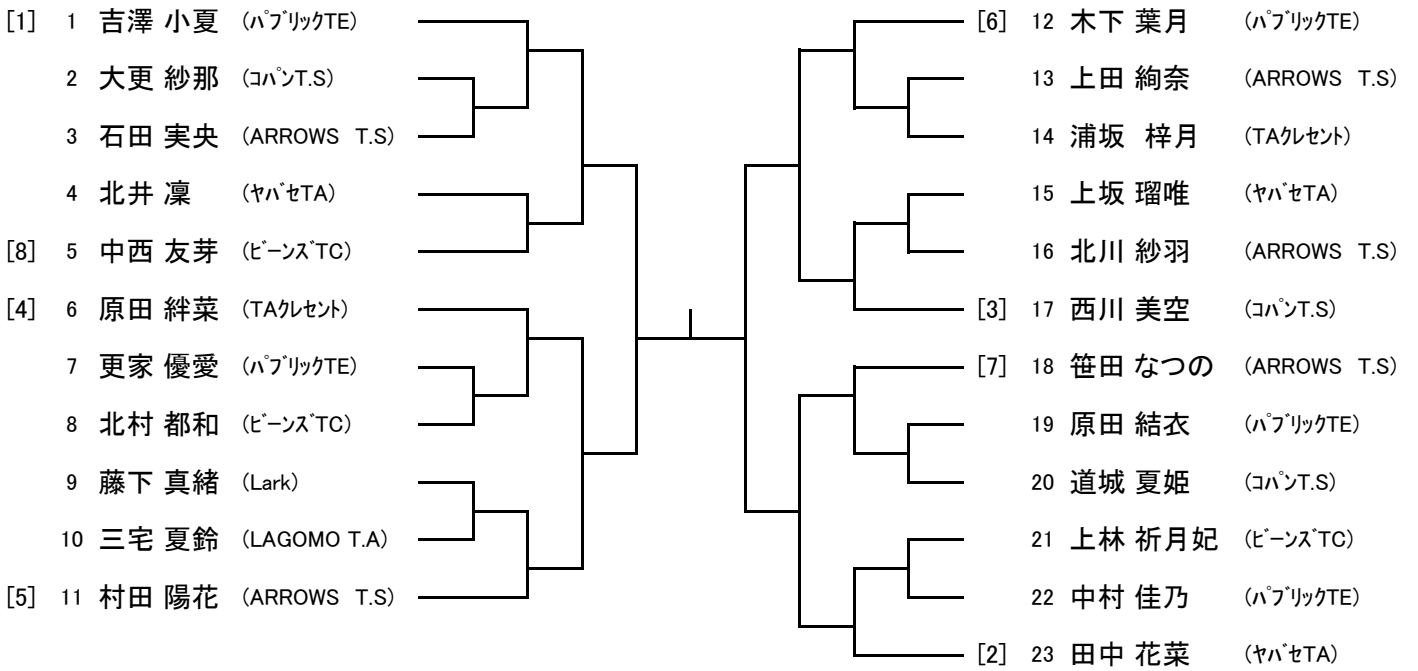 [1] 1 吉澤 小夏 (ﾊﾟﾌﾞﾘｯｸTE)
2 大更 紗那 (ｺﾊﾟﾝT.S)
3 石田 実央 (ARROWS T.S)
4 北井 凜 (ﾔﾊﾞｾTA)
[8] 5 中西 友芽 (ﾋﾞｰﾝｽﾞTC)
[4] 6 原田 絆菜 (TAｸﾚｾﾝﾄ)
7 更家 優愛 (ﾊﾟﾌﾞﾘｯｸTE)
8 北村 都和 (ﾋﾞｰﾝｽﾞTC)
9 藤下 真緒 (Lark)
10 三宅 夏鈴 (LAGOMO T.A)
[5] 11 村田 陽花 (ARROWS T.S)
[6] 12 木下 葉月 (ﾊﾟﾌﾞﾘｯｸTE)
13 上田 絢奈 (ARROWS T.S)
14 浦坂 梓月 (TAｸﾚｾﾝﾄ)
15 上坂 瑠唯 (ﾔﾊﾞｾTA)
16 北川 紗羽 (ARROWS T.S)
[3] 17 西川 美空 (ｺﾊﾟﾝT.S)
[7] 18 笹田 なつの (ARROWS T.S)
19 原田 結衣 (ﾊﾟﾌﾞﾘｯｸTE)
20 道城 夏姫 (ｺﾊﾟﾝT.S)
21 上林 祈月妃 (ﾋﾞｰﾝｽﾞTC)
22 中村 佳乃 (ﾊﾟﾌﾞﾘｯｸTE)
[2] 23 田中 花菜 (ﾔﾊﾞｾTA)